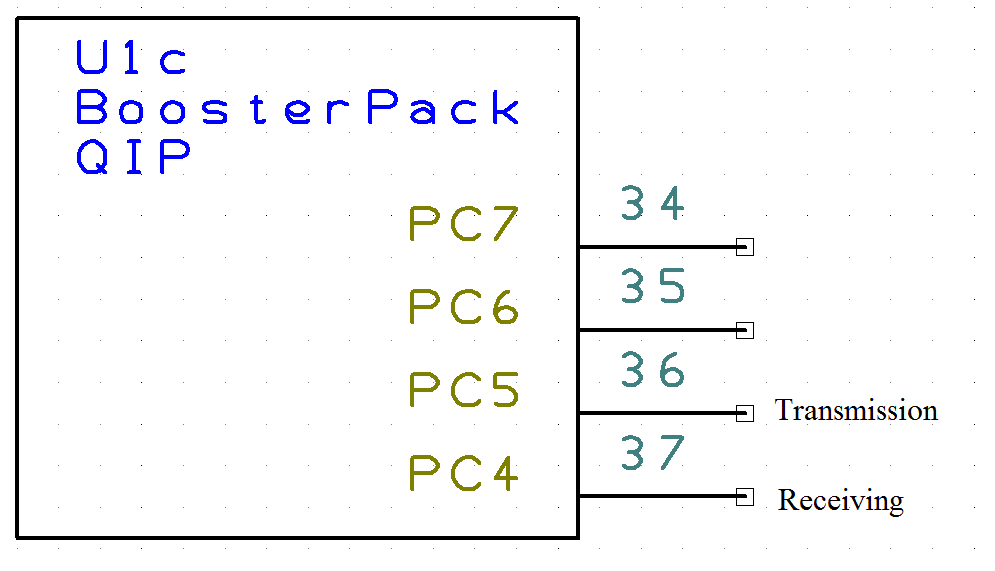 U1c
BoosterPack
QIP
PC7 34
PC6 35
PC5 36 Transmission
PC4 37 Receiving